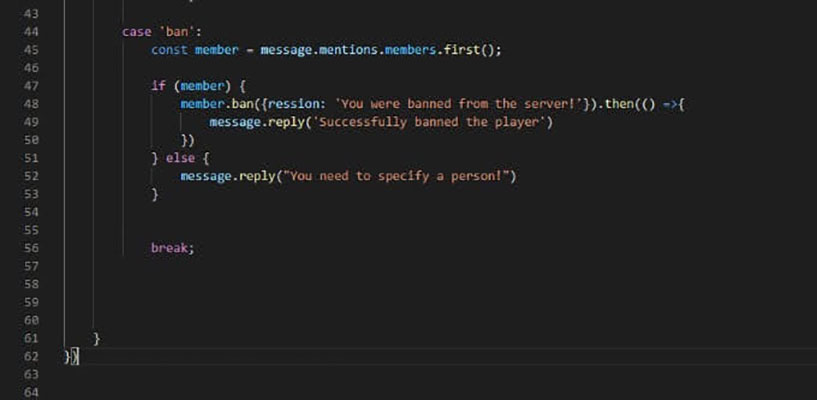 43
44 case 'ban':
45 const member = message.mentions.members.first();
46
47 if (member) {
48 member.ban({ression: 'You were banned from the server!'}).then(() =>{
49 message.reply('Successfully banned the player')
50 })
51 } else {
52 message.reply("You need to specify a person!")
53 }
54
55
56 break;
57
58
59
60
61 }
62 })
63
64